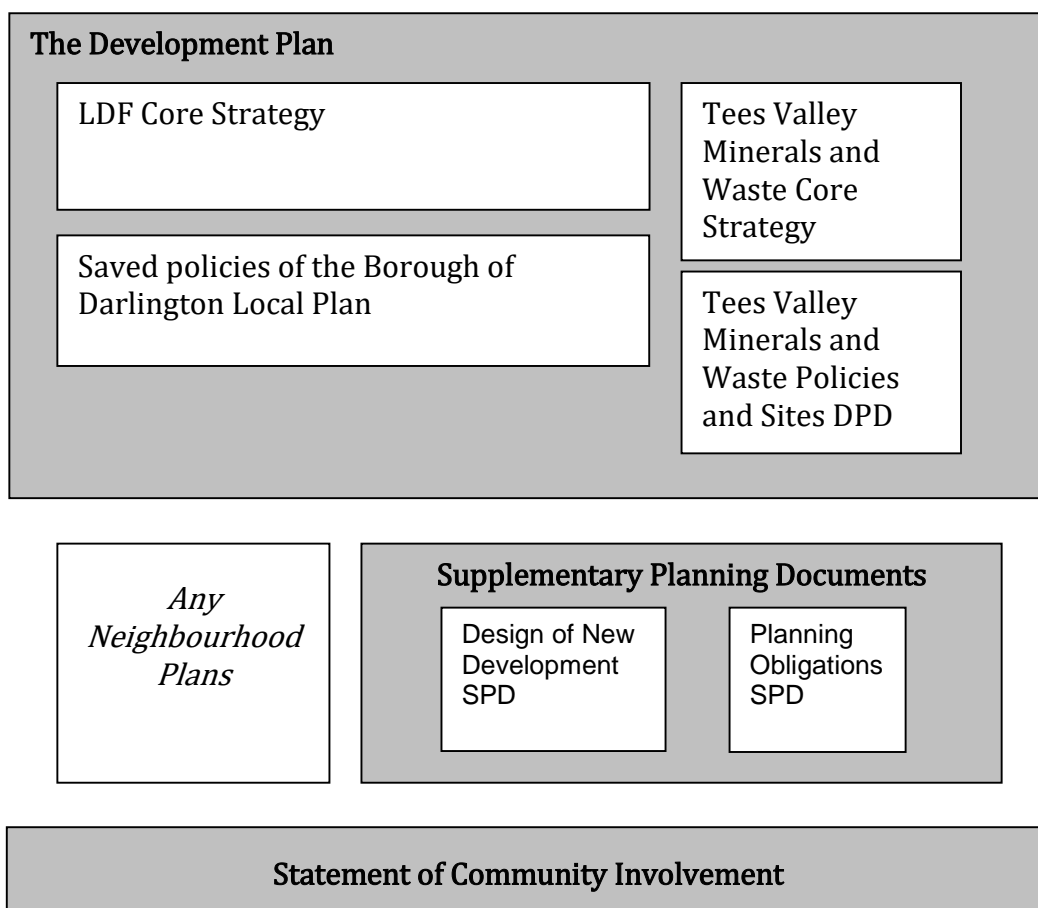 The Development Plan
LDF Core Strategy
Saved policies of the Borough of
Darlington Local Plan
Tees Valley
Minerals and
Waste Core
Strategy
Tees Valley
Minerals and
Waste Policies
and Sites DPD
Any
Neighbourhood
Plans
Supplementary Planning Documents
Design of New
Development
SPD
Planning
Obligations
SPD
Statement of Community Involvement